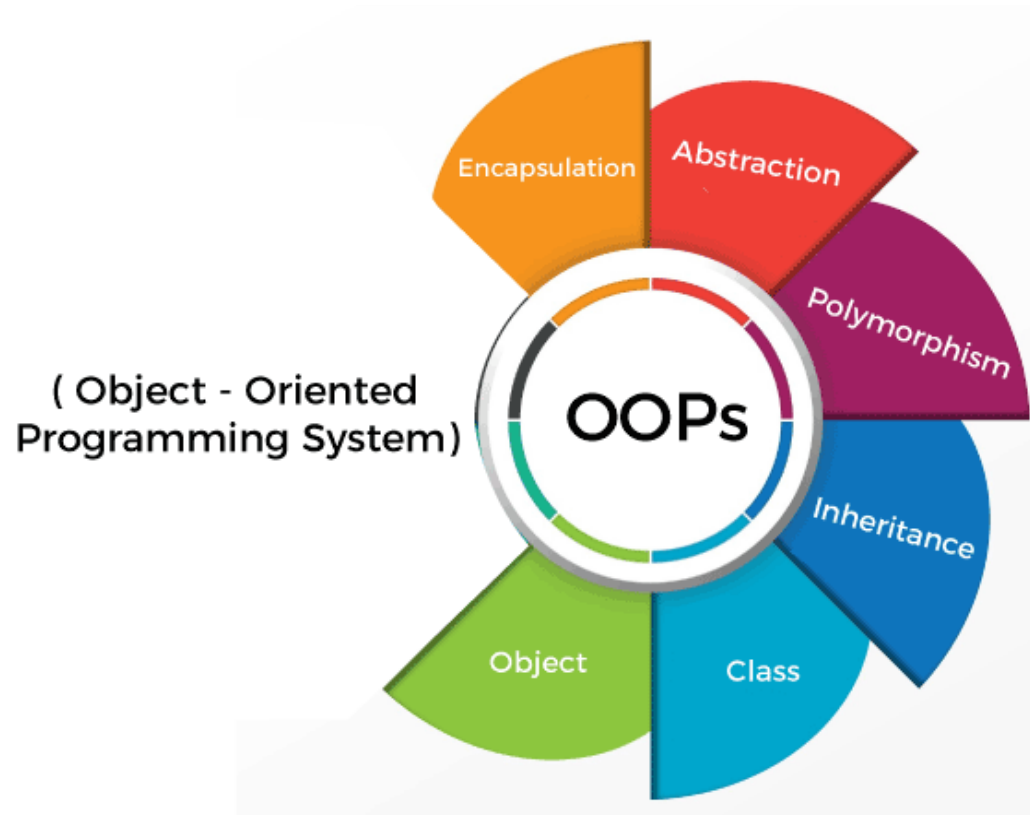 Encapsulation
Abstraction
Polymorphism
( Object - Oriented
Programming System)
OOPs
Inheritance
Object
Class